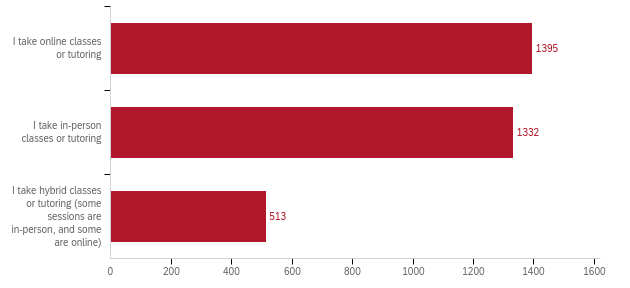 I take online classes
or tutoring
1395
I take in-person
classes or tutoring
1332
I take hybrid classes
or tutoring (some
sessions are
in-person, and some
are online)
513
0 200 400 600 800 1000 1200 1400 1600